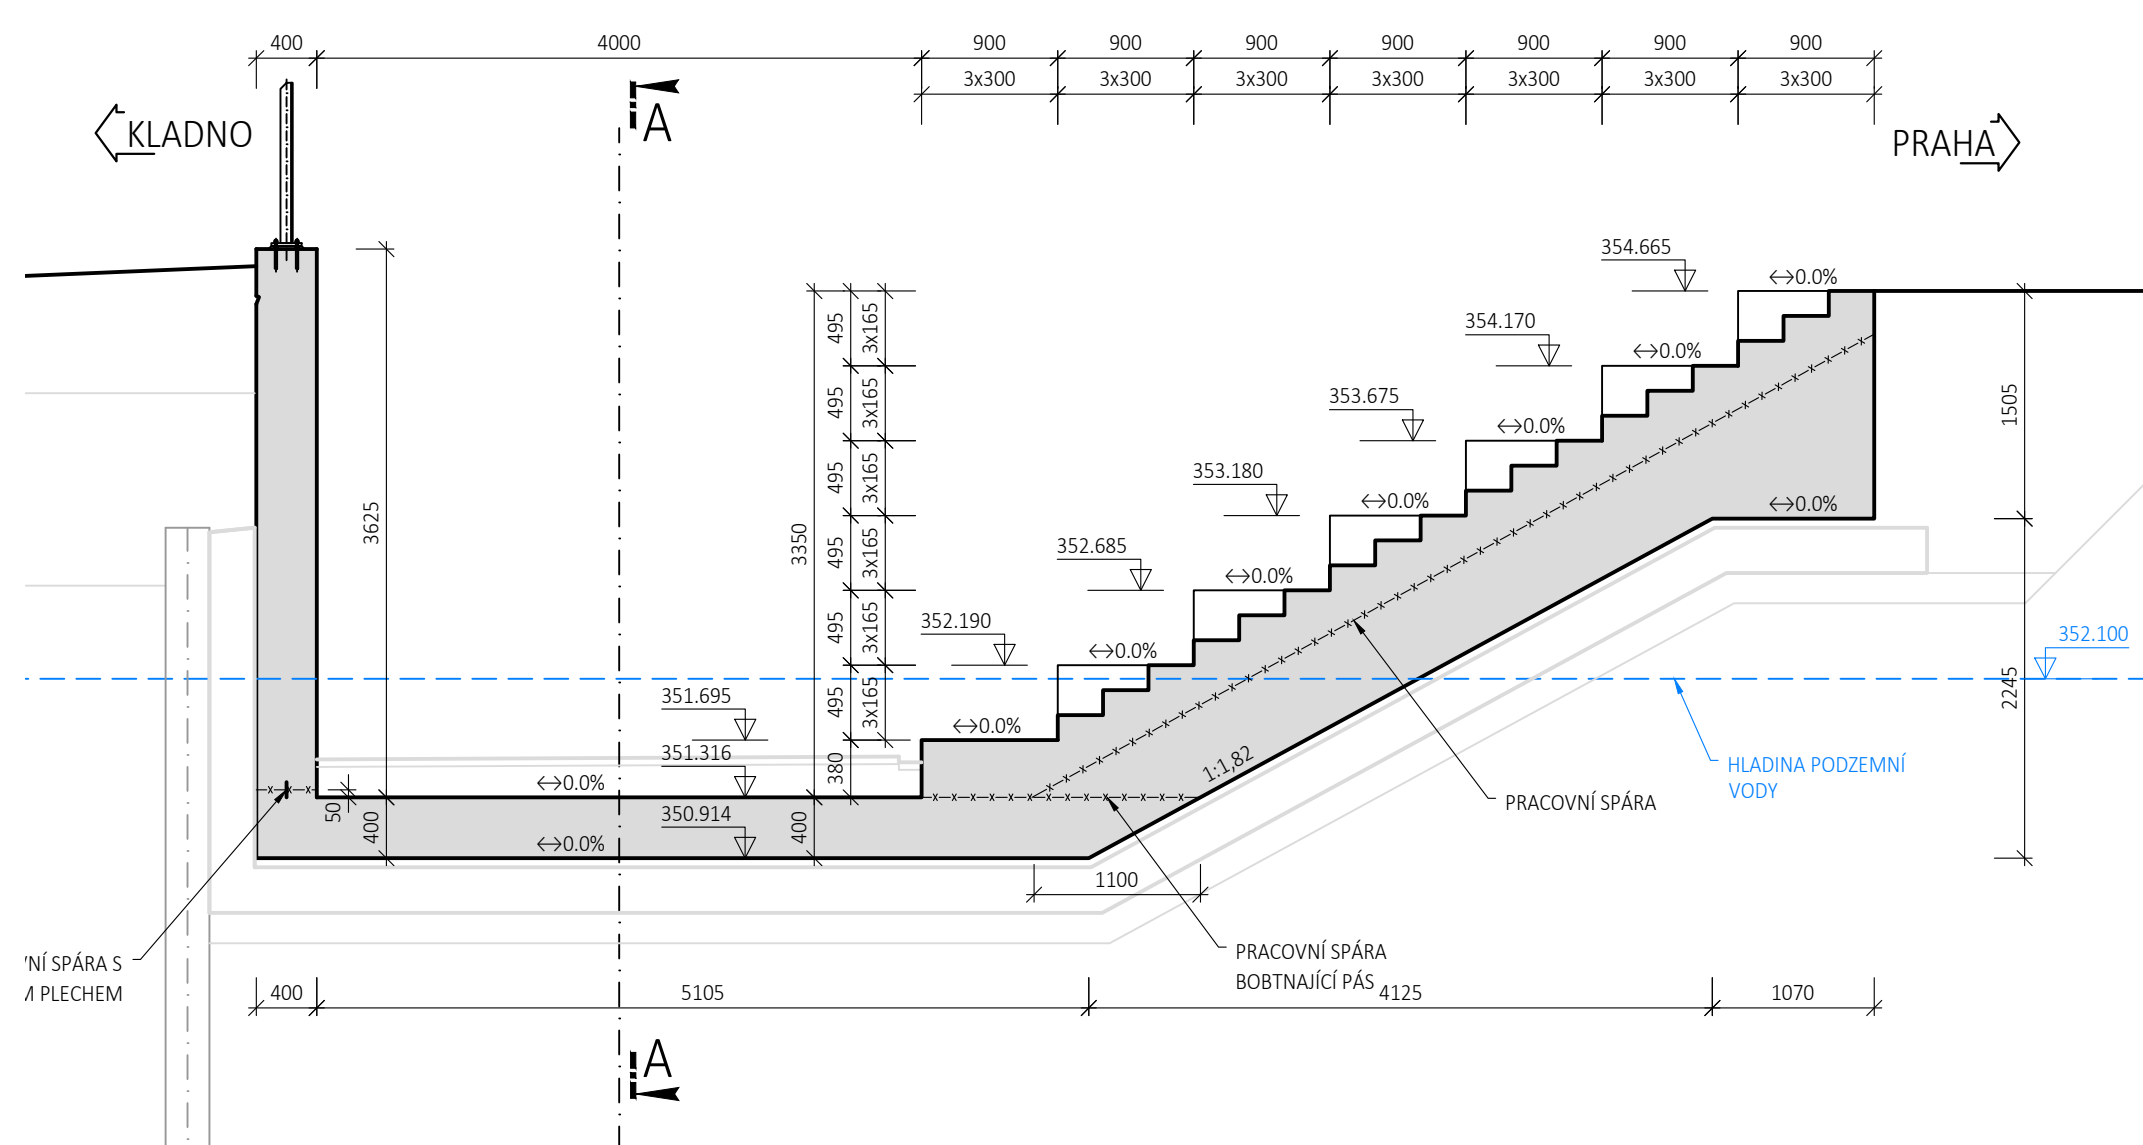 400 4000 900 900 900 900 900 900 900
3x300 3x300 3x300 3x300 3x300 3x300 3x300
A
KLADNO
PRAHA
354.665
↔0.0%
495 3x165
354.170
↔0.0%
495 3x165
353.675
↔0.0%
1505
495 3x165
353.180
↔0.0%
↔0.0%
3625
3350
495 3x165
352.685
↔0.0%
495 3x165
352.190
↔0.0%
352.100
2245
495 3x165
351.695
↔0.0%
351.316
380
1:1,82
HLADINA PODZEMNÍ
VODY
↔0.0%
50
400
350.914
400
PRACOVNÍ SPÁRA
↔0.0%
1100
PRACOVNÍ SPÁRA
BOBTNAJÍCÍ PÁS
NÍ SPÁRA S
PLECHEM
400 5105 4125 1070
A